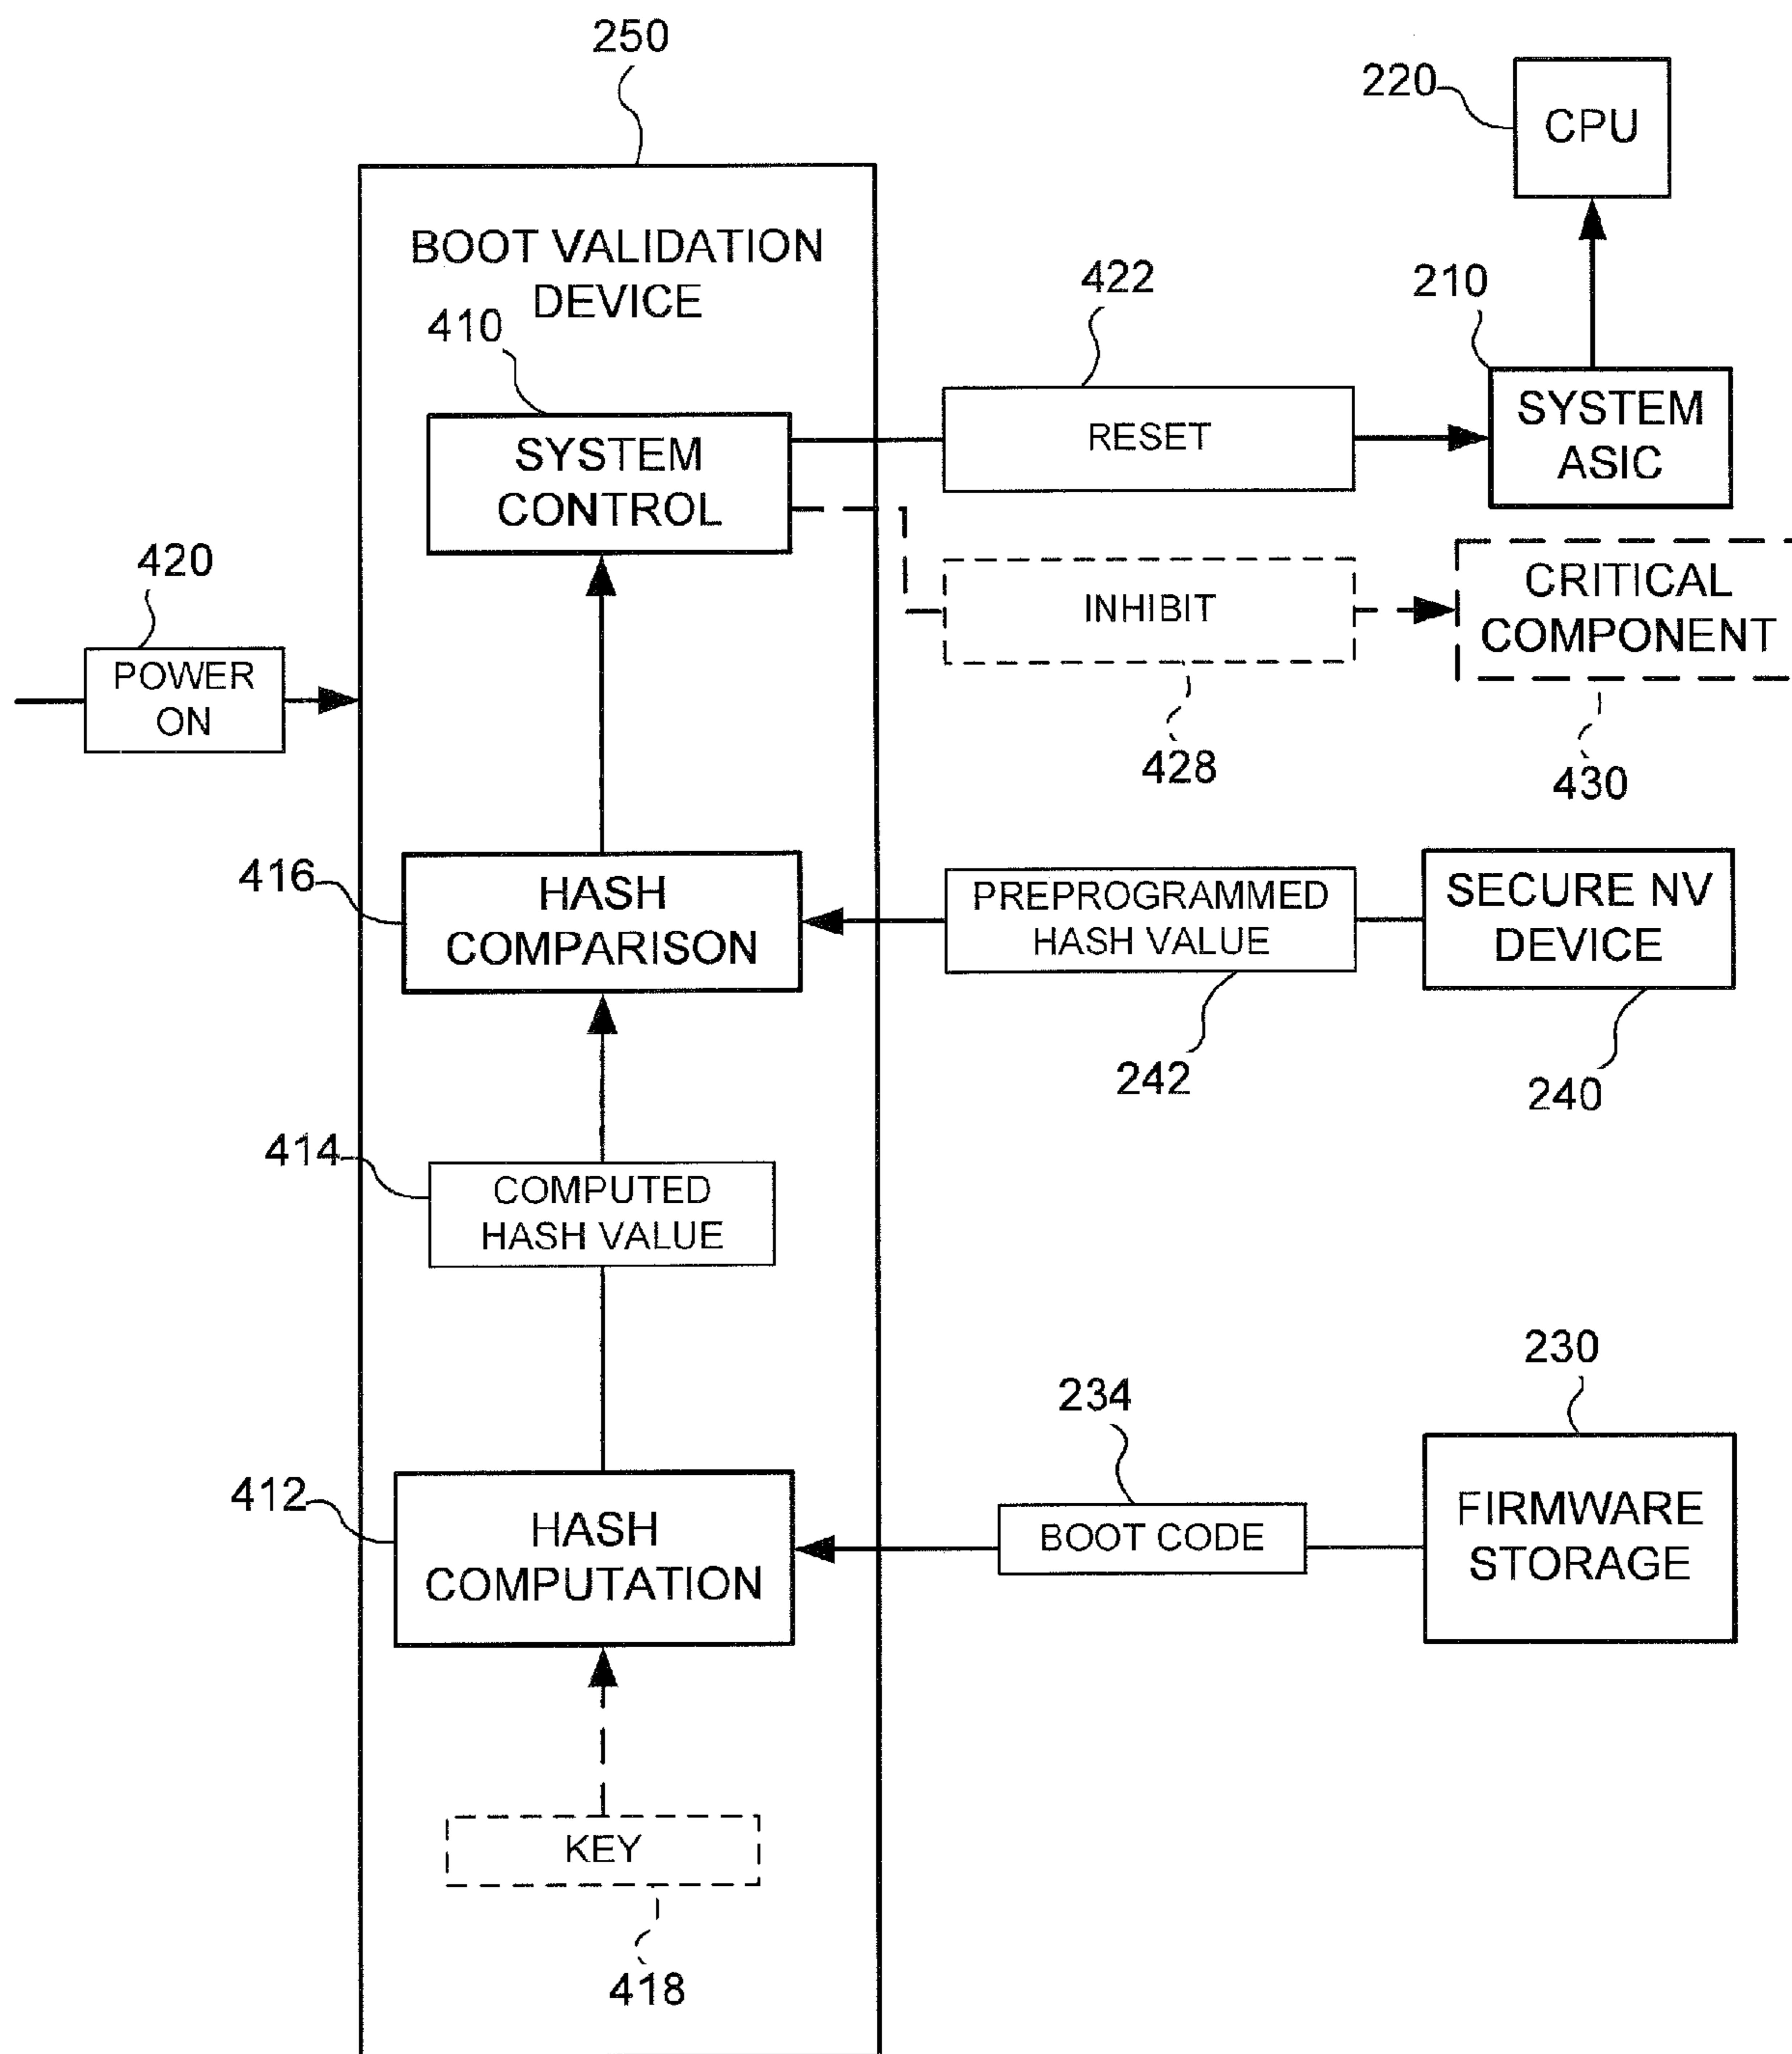 250
220
CPU
BOOT VALIDATION
DEVICE
410
422
210
SYSTEM
CONTROL
RESET
SYSTEM
ASIC
420
POWER
ON
INHIBIT
CRITICAL
COMPONENT
428
430
416
HASH
COMPARISON
PREPROGRAMMED
HASH VALUE
SECURE NV
DEVICE
242
240
414
COMPUTED
HASH VALUE
230
234
412
HASH
COMPUTATION
BOOT CODE
FIRMWARE
STORAGE
KEY
418